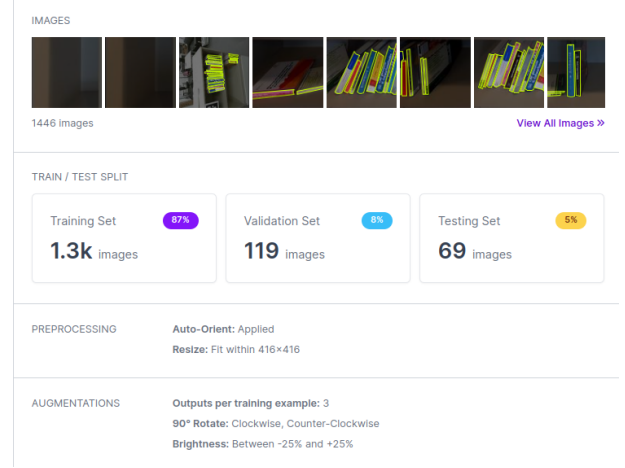 IMAGES
1446 images
View All Images »
TRAIN / TEST SPLIT
Training Set 87%
1.3k images
Validation Set 8%
119 images
Testing Set 5%
69 images
PREPROCESSING
Auto-Orient: Applied
Resize: Fit within 416×416
AUGMENTATIONS
Outputs per training example: 3
90° Rotate: Clockwise, Counter-Clockwise
Brightness: Between -25% and +25%